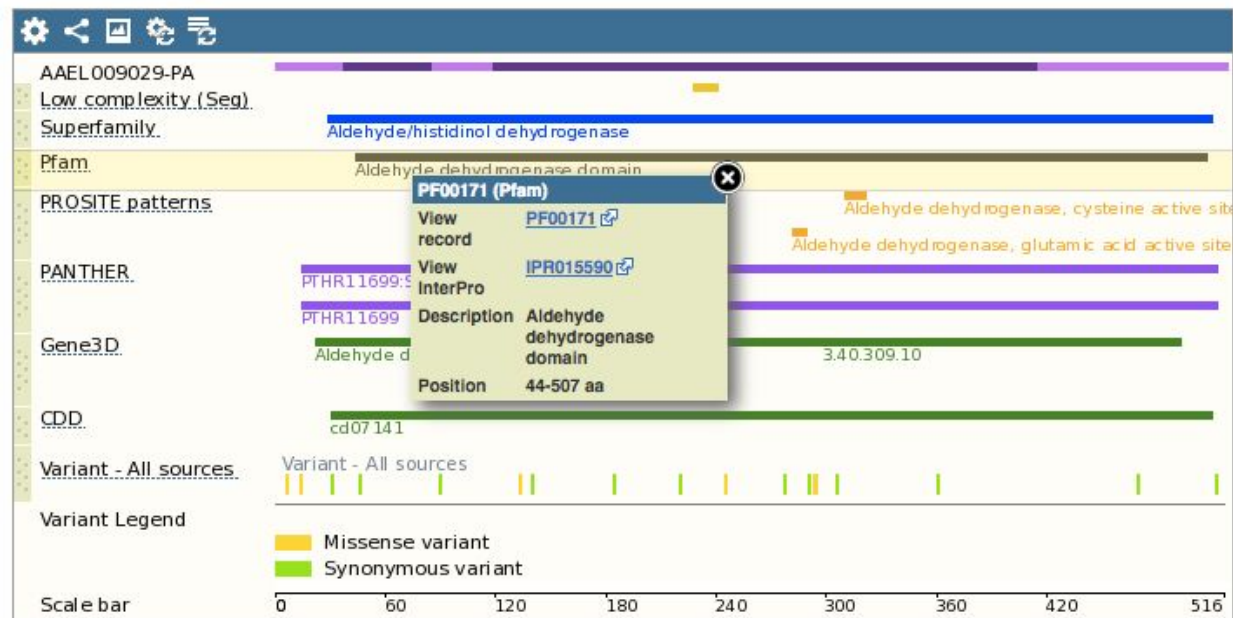 AAEL009029-PA
Low complexity (Seg)
Superfamily
Aldehyde/histidinol dehydrogenase
Pfam
Aldehyde dehydrogenase domain
PF00171 (Pfam)
View record PF00171
View InterPro IPR015590
Description Aldehyde dehydrogenase domain
Position 44-507 aa
PROSITE patterns
Aldehyde dehydrogenase, cysteine active site
Aldehyde dehydrogenase, glutamic acid active site
PANTHER
PTHR11699:S
PTHR11699
Gene3D
Aldehyde d
3.40.309.10
CDD
cd07141
Variant - All sources
Variant - All sources
Variant Legend
Missense variant
Synonymous variant
Scale bar
0 60 120 180 240 300 360 420 516